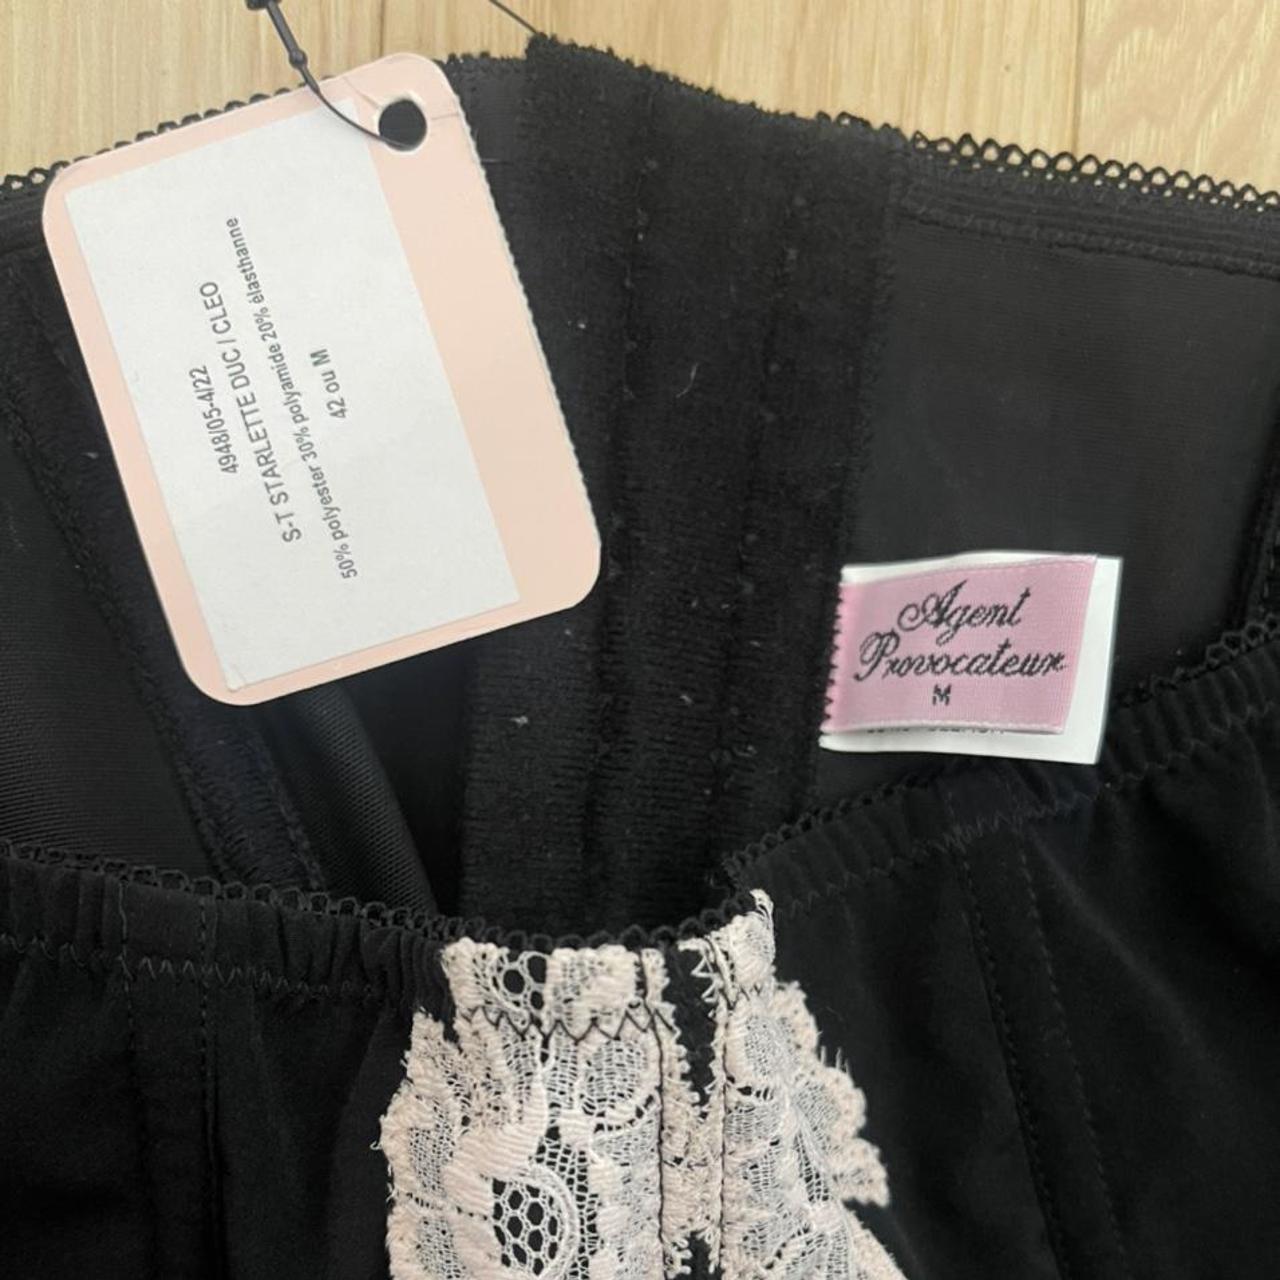 4948/05-4/22
S-T STARLETTE DUC / CLEO
50% polyester 30% polyamide 20% élasthanne
42 ou M
Agent
Provocateur
M